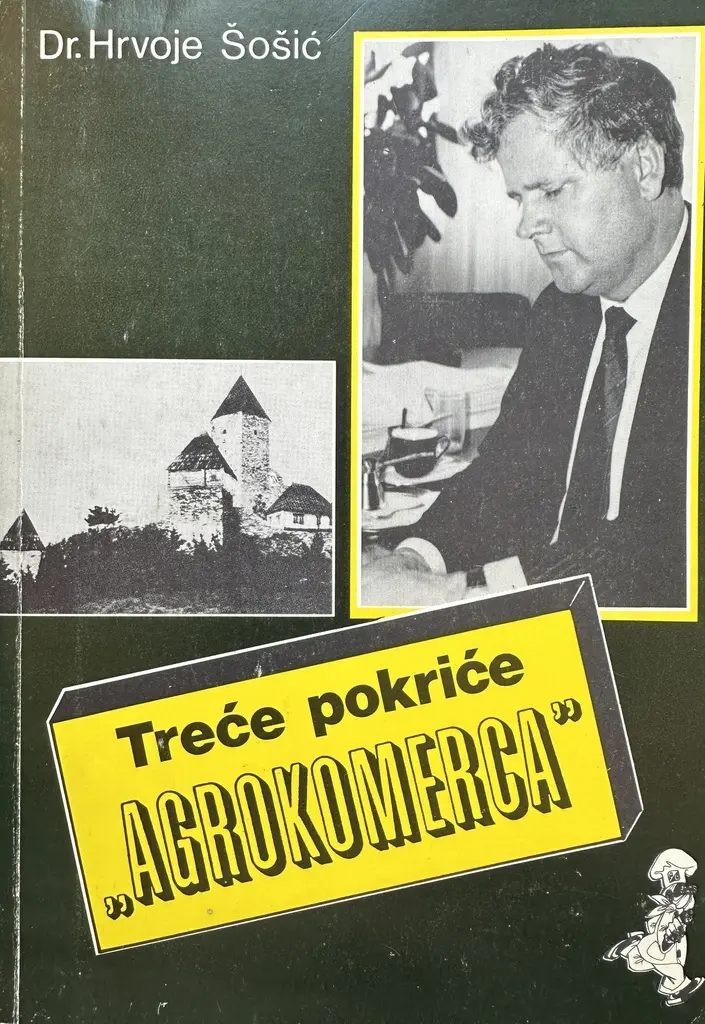 Dr. Hrvoje Šošić
Treće pokriće
„AGROKOMERCA”